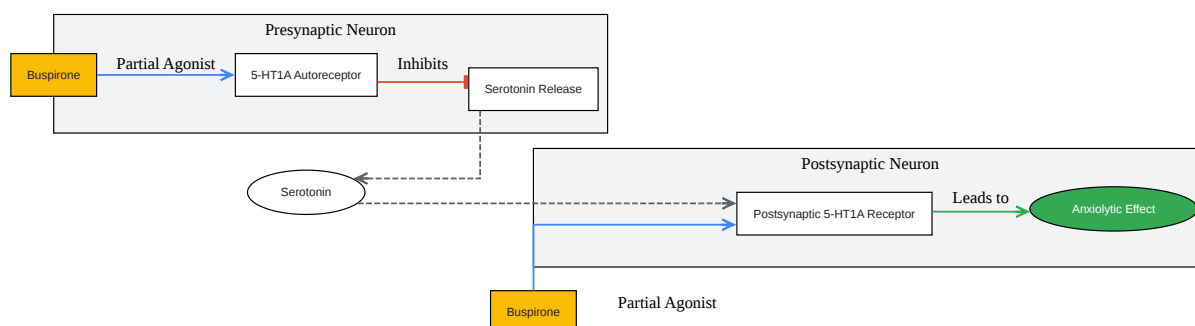 Presynaptic Neuron
Buspirone
Partial Agonist
5-HT1A Autoreceptor
Inhibits
Serotonin Release
Postsynaptic Neuron
Serotonin
Postsynaptic 5-HT1A Receptor
Leads to
Anxiolytic Effect
Buspirone
Partial Agonist